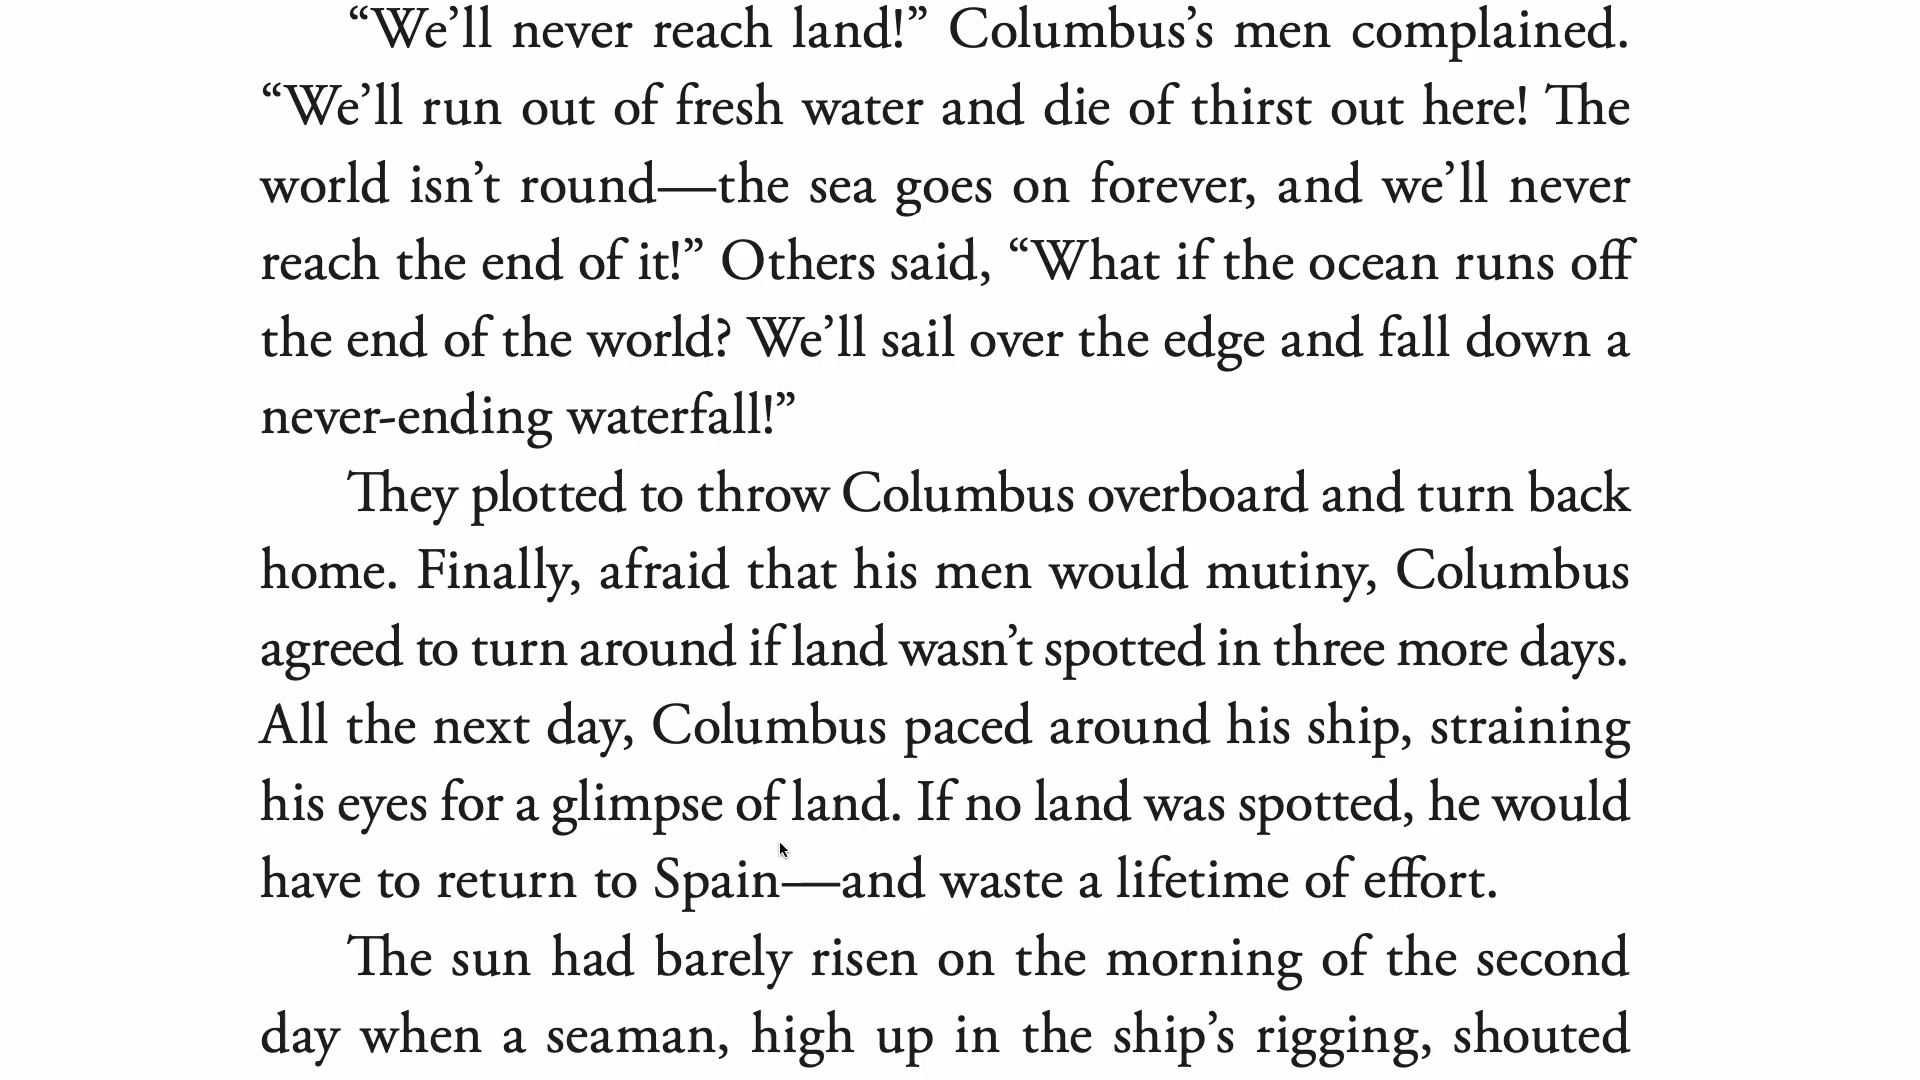 “We’ll never reach land!” Columbus’s men complained.
“We’ll run out of fresh water and die of thirst out here! The
world isn’t round—the sea goes on forever, and we’ll never
reach the end of it!” Others said, “What if the ocean runs off
the end of the world? We’ll sail over the edge and fall down a
never-ending waterfall!”
They plotted to throw Columbus overboard and turn back
home. Finally, afraid that his men would mutiny, Columbus
agreed to turn around if land wasn’t spotted in three more days.
All the next day, Columbus paced around his ship, straining
his eyes for a glimpse of land. If no land was spotted, he would
have to return to Spain—and waste a lifetime of effort.
The sun had barely risen on the morning of the second
day when a seaman, high up in the ship’s rigging, shouted